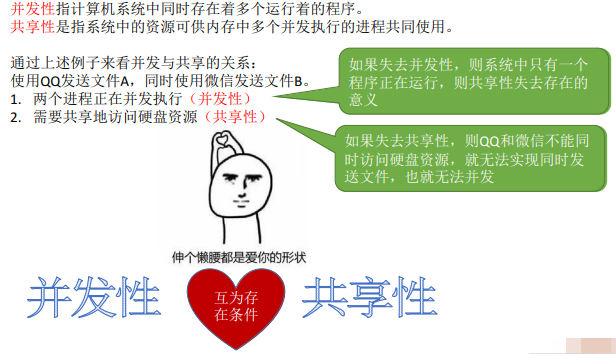 并发性指计算机系统中同时存在着多个运行着的程序。
共享性是指系统中的资源可供内存中多个并发执行的进程共同使用。
通过上述例子来看并发与共享的关系：
使用QQ发送文件A，同时使用微信发送文件B。
1. 两个进程正在并发执行（并发性）
2. 需要共享地访问硬盘资源（共享性）
如果失去并发性，则系统中只有一个
程序正在运行，则共享性失去存在的
意义
如果失去共享性，则QQ和微信不能同
时访问硬盘资源，就无法实现同时发
送文件，也就无法并发
伸个懒腰都是爱你的形状
并发性
互为存
在条件
共享性